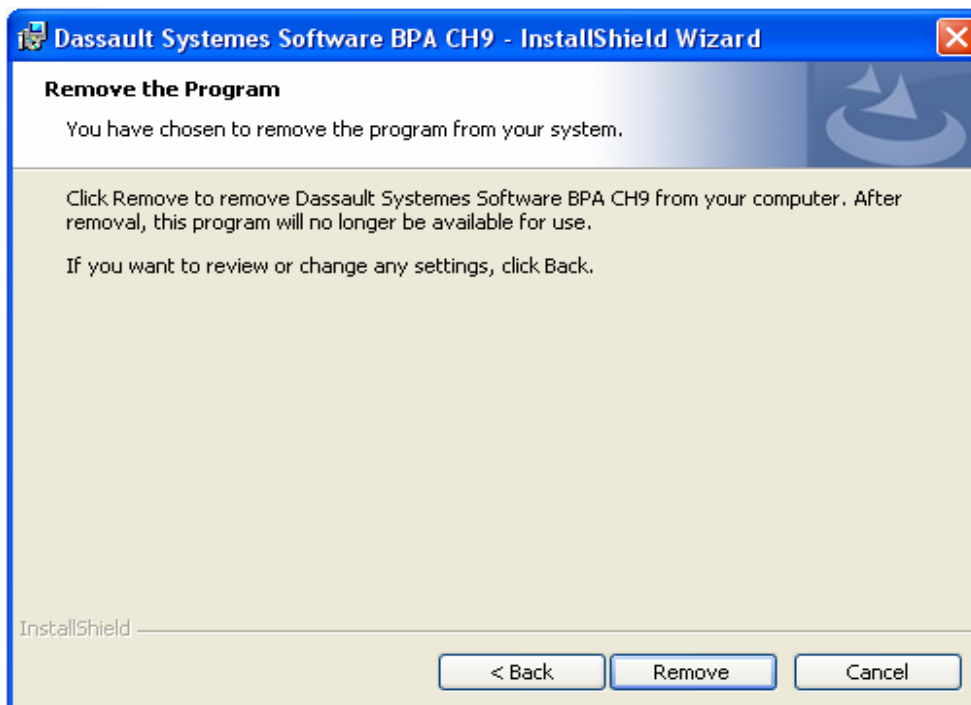 Dassault Systemes Software BPA CH9 - InstallShield Wizard
Remove the Program
You have chosen to remove the program from your system.
Click Remove to remove Dassault Systemes Software BPA CH9 from your computer. After
removal, this program will no longer be available for use.
If you want to review or change any settings, click Back.
InstallShield
< Back
Remove
Cancel